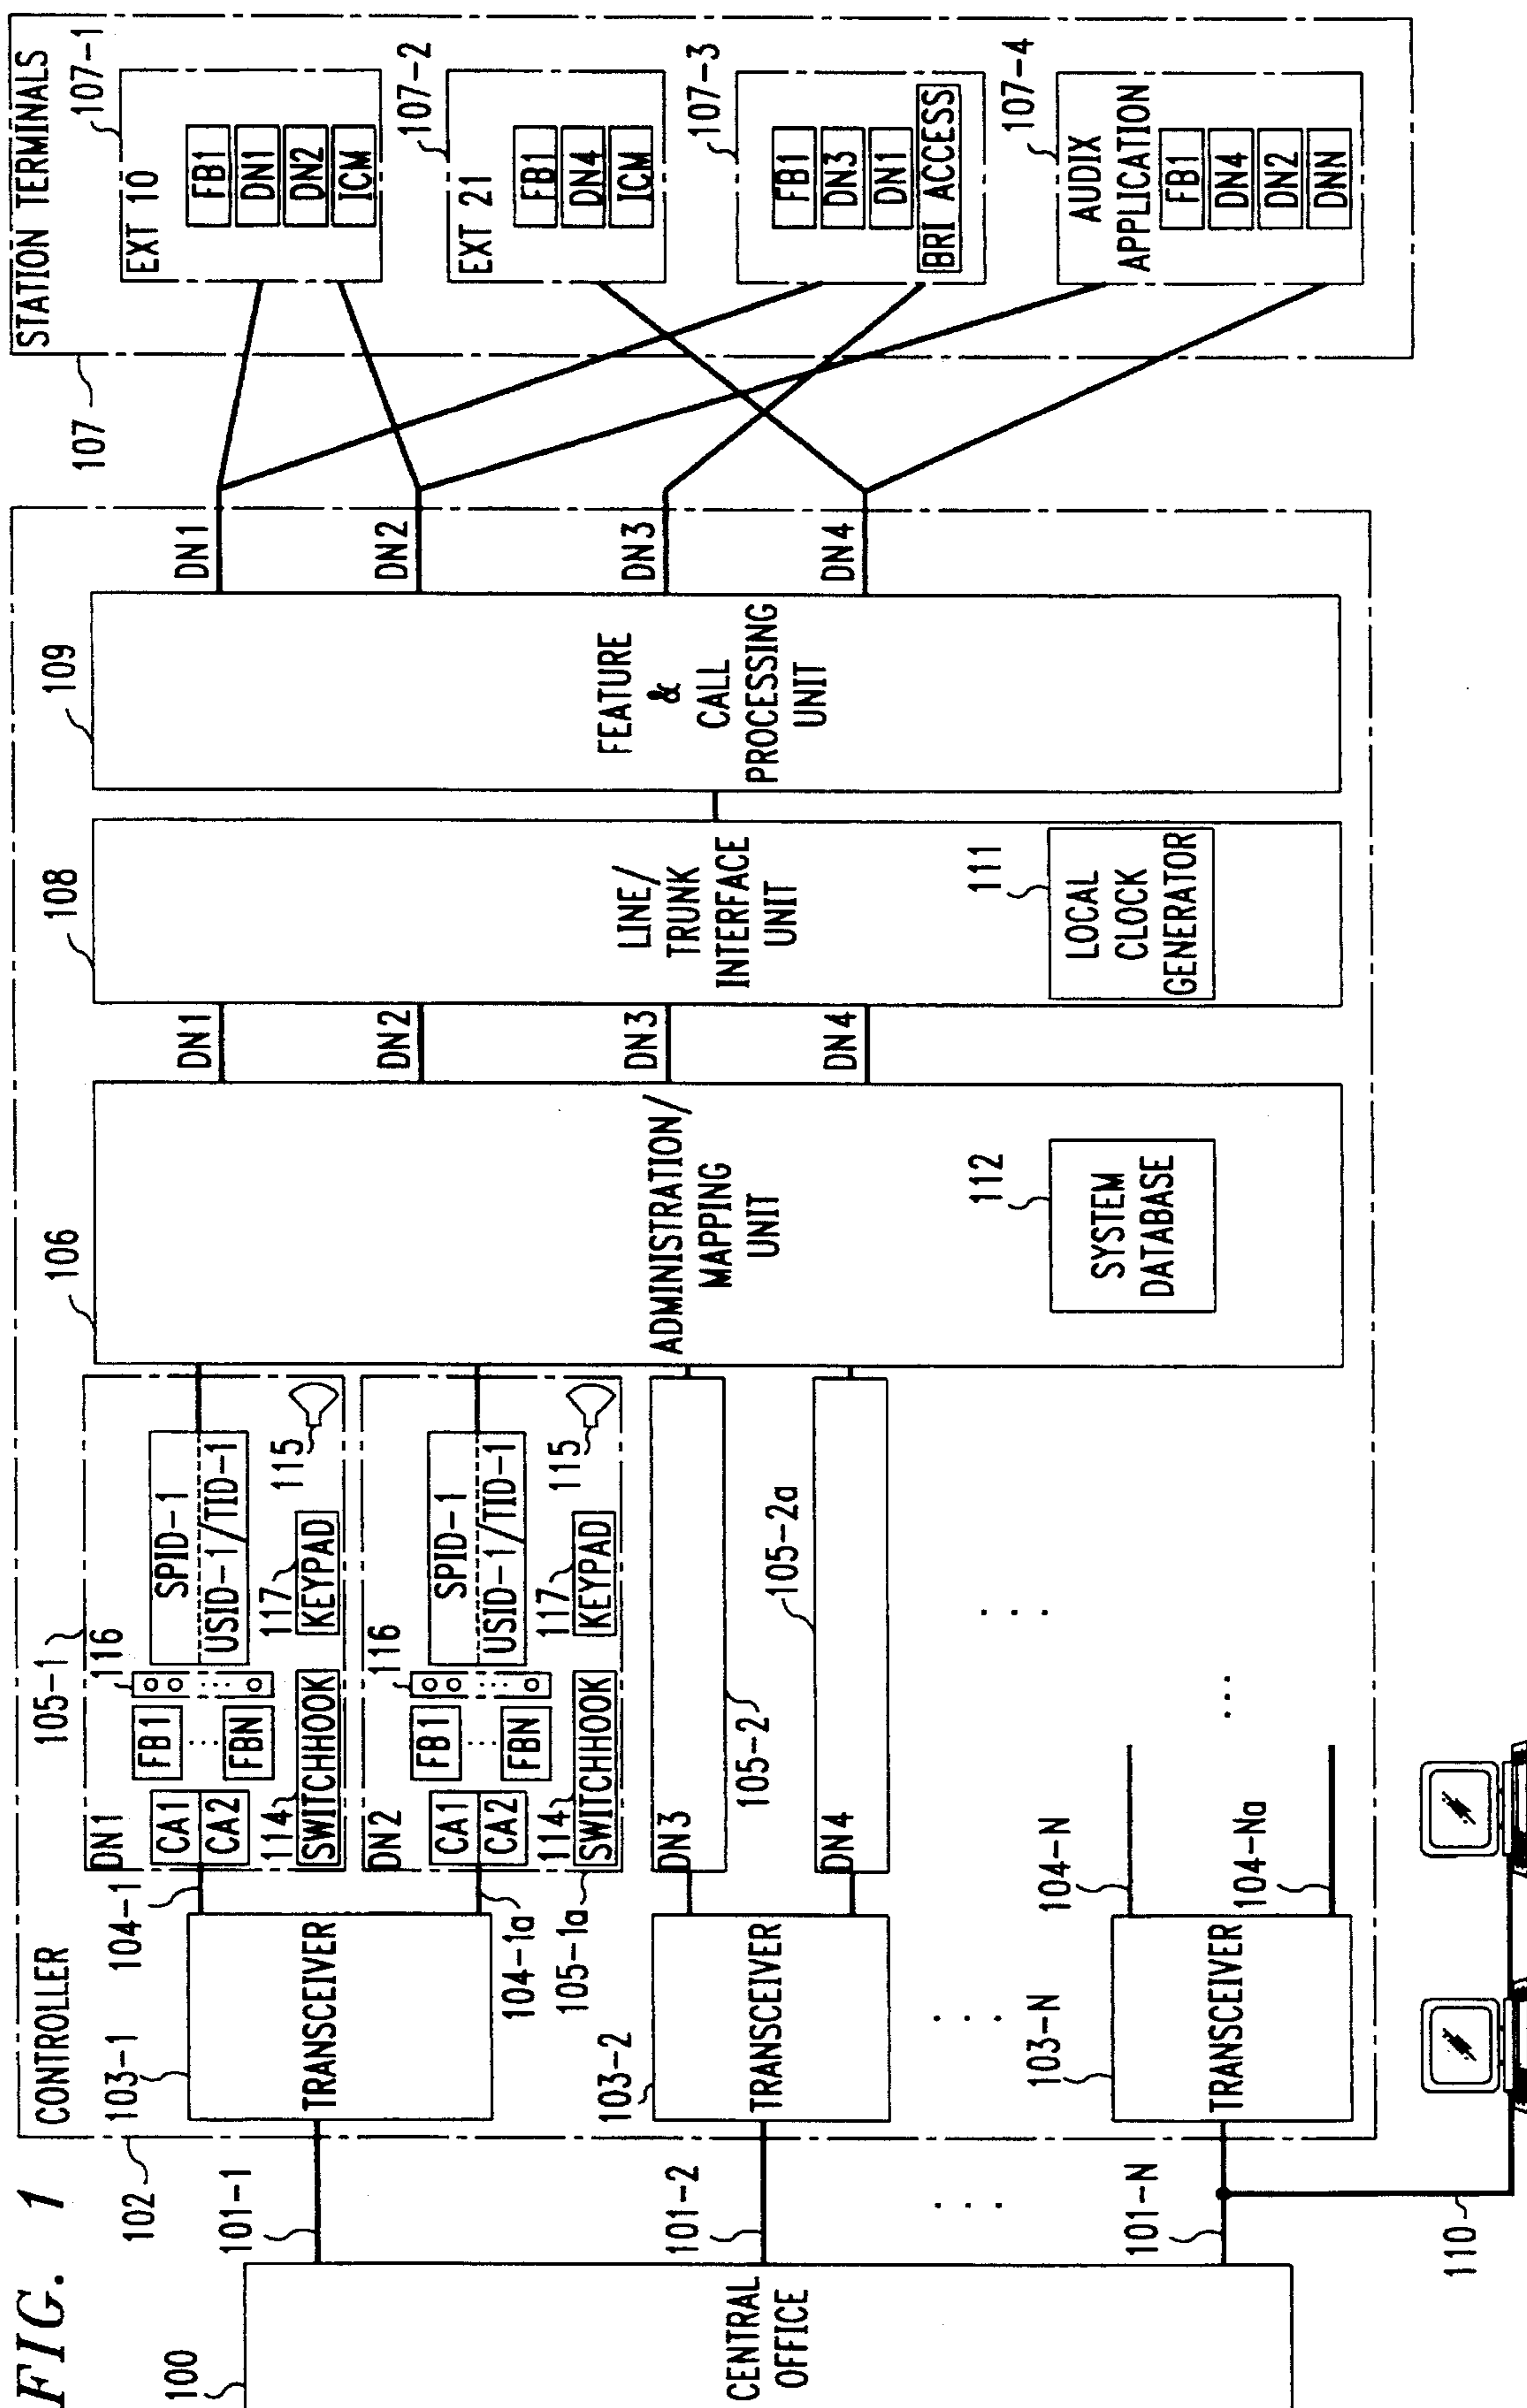 FIG. 1
100
CENTRAL
OFFICE
101-1
101-2
. . .
101-N
110
102
CONTROLLER
103-1
TRANSCEIVER
103-2
TRANSCEIVER
. . .
103-N
TRANSCEIVER
104-1
104-1a
105-1a
104-N
104-Na
...
105-1
DN1
CA1
CA2
FB1
...
FBN
116
SPID-1
USID-1/TID-1
114
SWITCHHOOK
117
KEYPAD
115
DN2
CA1
CA2
FB1
...
FBN
116
SPID-1
USID-1/TID-1
114
SWITCHHOOK
117
KEYPAD
115
DN3
105-2
DN4
105-2a
. . .
106
ADMINISTRATION/
MAPPING
UNIT
112
SYSTEM
DATABASE
DN1
DN2
DN3
DN4
108
LINE/
TRUNK
INTERFACE
UNIT
111
LOCAL
CLOCK
GENERATOR
109
FEATURE
&
CALL
PROCESSING
UNIT
DN1
DN2
DN3
DN4
107
STATION TERMINALS
107-1
EXT 10
FB1
DN1
DN2
ICM
107-2
EXT 21
FB1
DN4
ICM
107-3
FB1
DN3
DN1
BRI ACCESS
107-4
AUDIX
APPLICATION
FB1
DN4
DN2
DNN